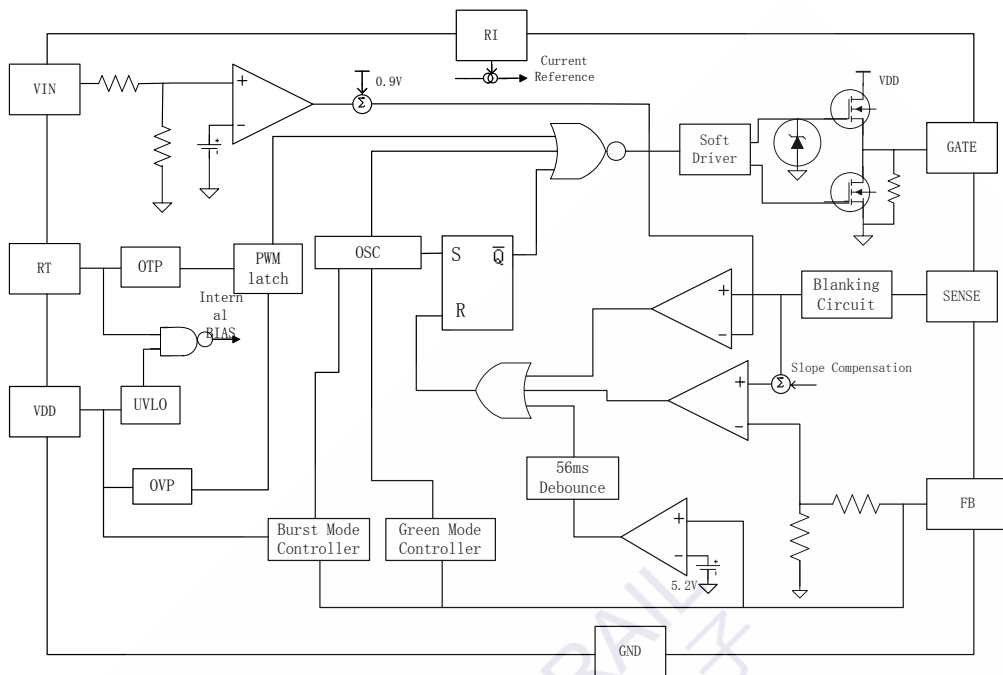 RI
Current
Reference
VIN
+
−
0.9V
Σ
VDD
Soft
Driver
GATE
RT
OTP
PWM
latch
OSC
S
Q̅
R
Intern
al
BIAS
+
−
Blanking
Circuit
SENSE
Σ
Slope Compensation
VDD
UVLO
+
−
OVP
56ms
Debounce
FB
Burst Mode
Controller
Green Mode
Controller
+
−
5.2V
GND
RAIL
子